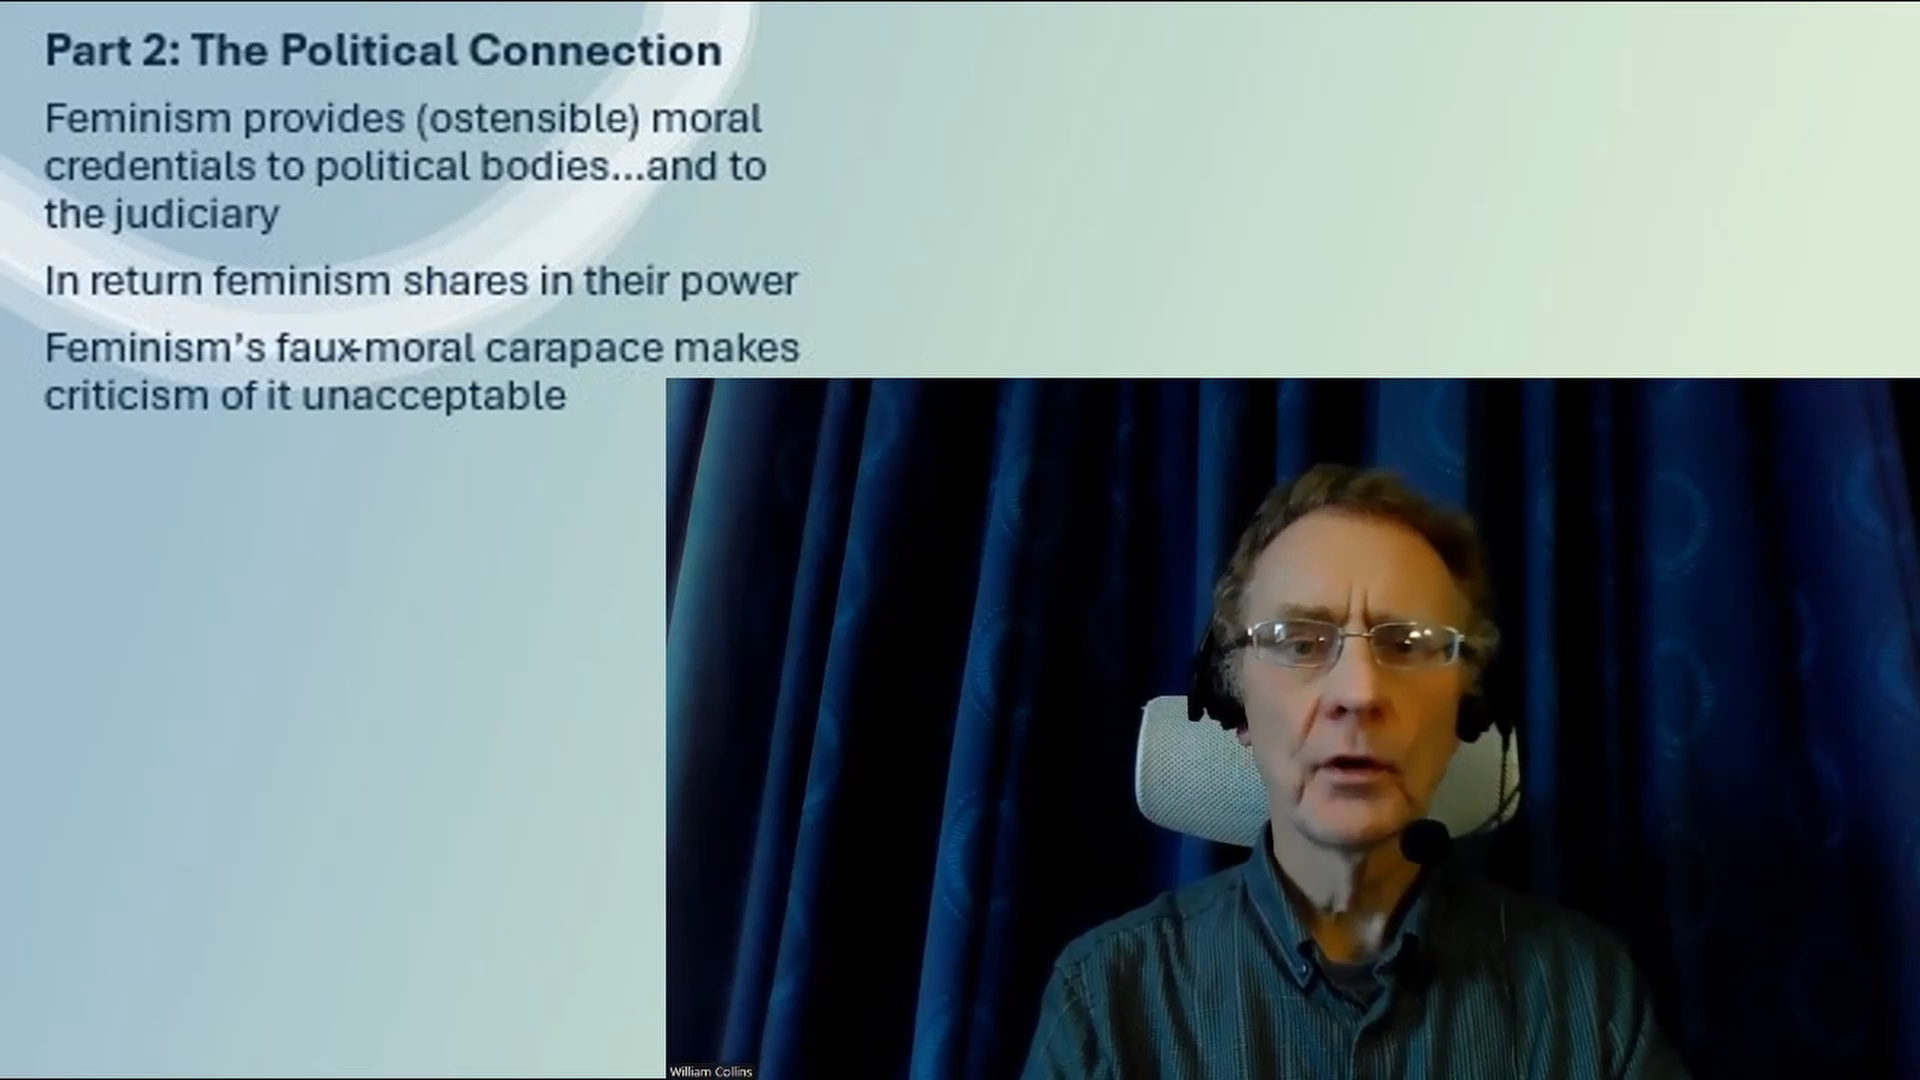 Part 2: The Political Connection
Feminism provides (ostensible) moral
credentials to political bodies...and to
the judiciary
In return feminism shares in their power
Feminism's faux-moral carapace makes
criticism of it unacceptable
William Collins